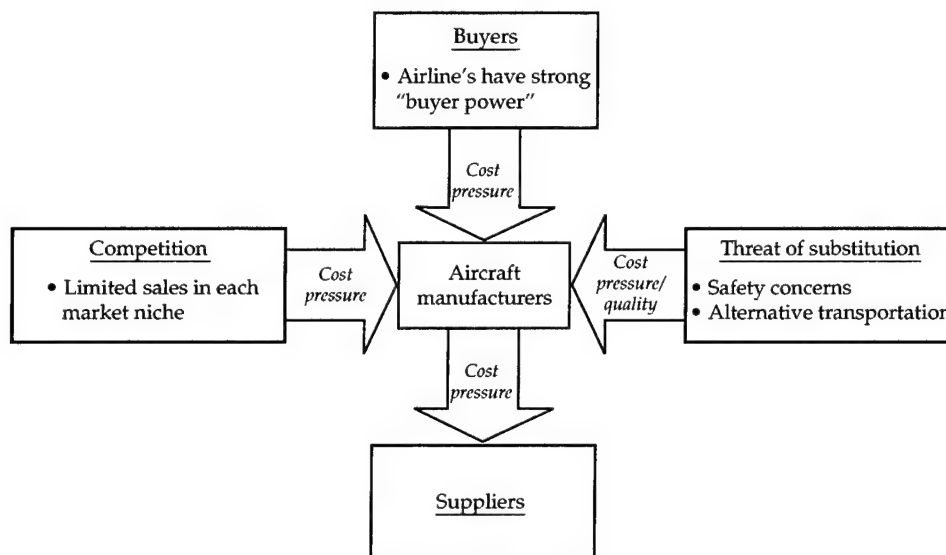 Buyers
• Airline's have strong
"buyer power"
Cost
pressure
Competition
• Limited sales in each
market niche
Cost
pressure
Aircraft
manufacturers
Cost
pressure/
quality
Threat of substitution
• Safety concerns
• Alternative transportation
Cost
pressure
Suppliers